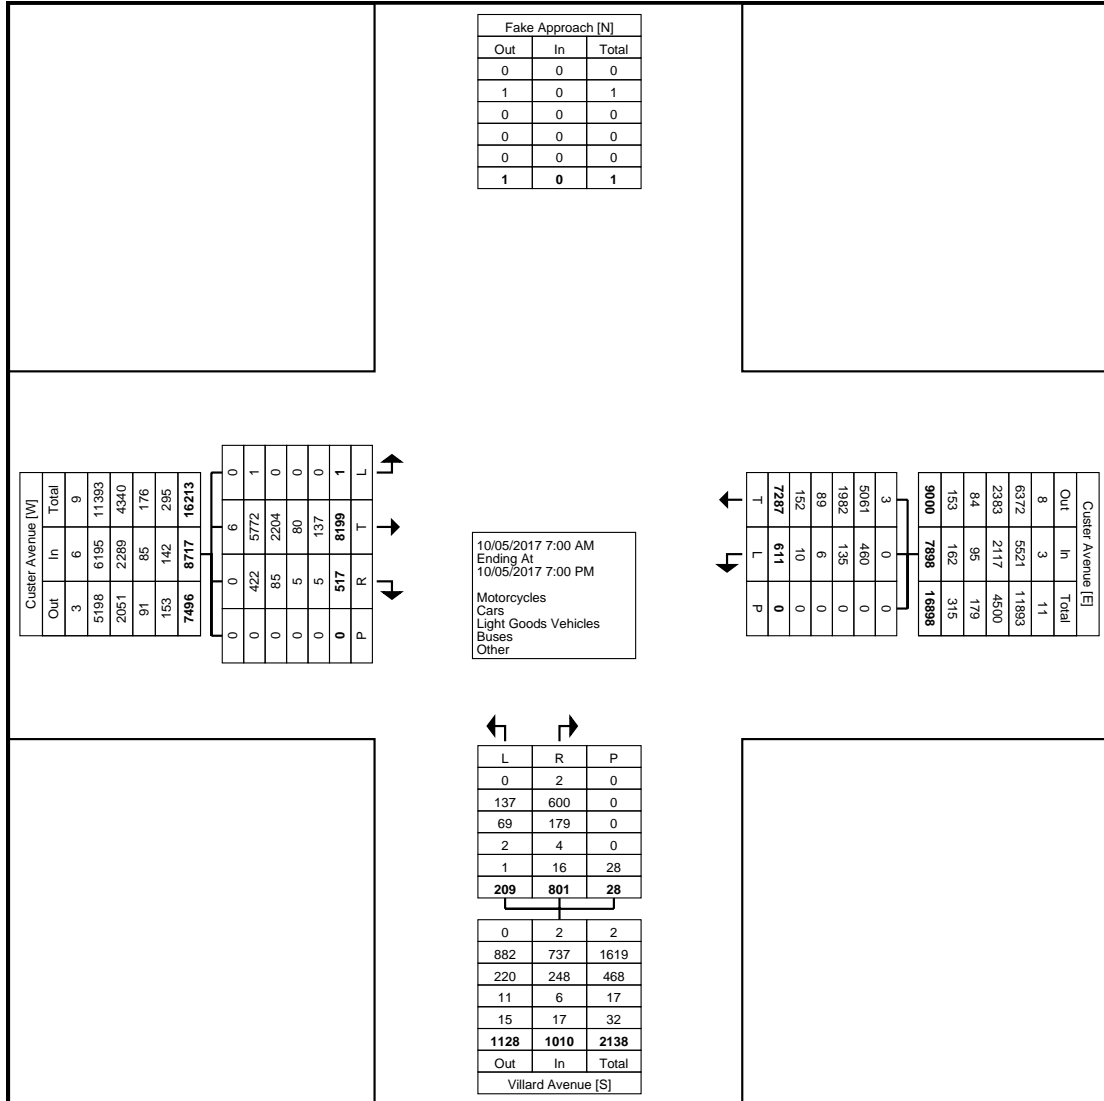 Fake Approach [N]
Out In Total
0 0 0
1 0 1
0 0 0
0 0 0
0 0 0
1 0 1
Custer Avenue [W]
Total 9 11393 4340 176 295 16213
In 6 6195 2289 85 142 8717
Out 3 5198 2051 91 153 7496
0 1 0 0 0 1 L
6 5772 2204 80 137 8199 T
0 422 85 5 5 517 R
0 0 0 0 0 0 P
10/05/2017 7:00 AM
Ending At
10/05/2017 7:00 PM
Motorcycles
Cars
Light Goods Vehicles
Buses
Other
T 7287 152 89 1982 5061 3
L 611 10 6 135 460 0
P 0 0 0 0 0 0
Custer Avenue [E]
Out 8 6372 2383 84 153 9000
In 3 5521 2117 95 162 7898
Total 11 11893 4500 179 315 16898
L R P
0 2 0
137 600 0
69 179 0
2 4 0
1 16 28
209 801 28
0 2 2
882 737 1619
220 248 468
11 6 17
15 17 32
1128 1010 2138
Out In Total
Villard Avenue [S]